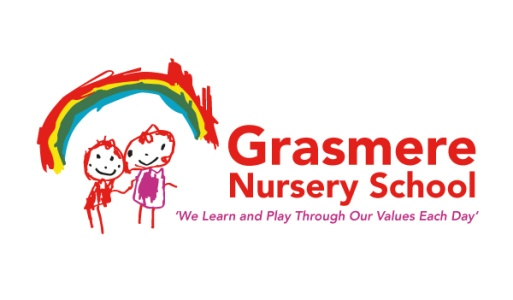 Grasmere
Nursery School
‘We Learn and Play Through Our Values Each Day’